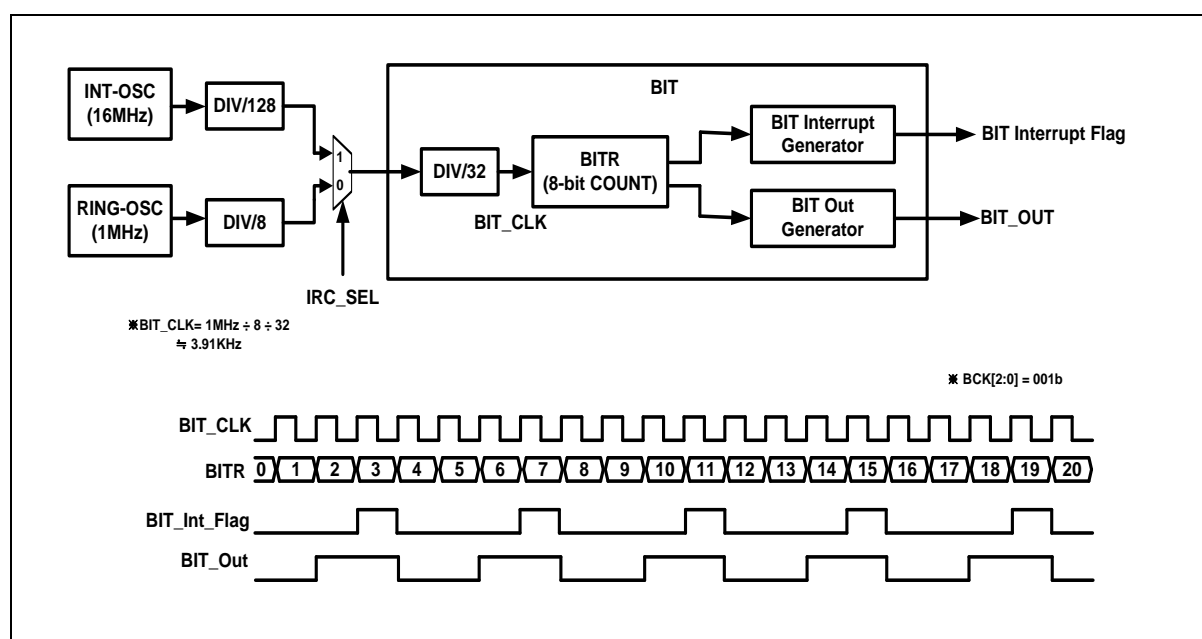 INT-OSC
(16MHz)
DIV/128
RING-OSC
(1MHz)
DIV/8
1
0
IRC_SEL
BIT
DIV/32
BIT_CLK
BITR
(8-bit COUNT)
BIT Interrupt
Generator
BIT Interrupt Flag
BIT Out
Generator
BIT_OUT
※BIT_CLK= 1MHz ÷ 8 ÷ 32
≒ 3.91KHz
※ BCK[2:0] = 001b
BIT_CLK
BITR 0 1 2 3 4 5 6 7 8 9 10 11 12 13 14 15 16 17 18 19 20
BIT_Int_Flag
BIT_Out